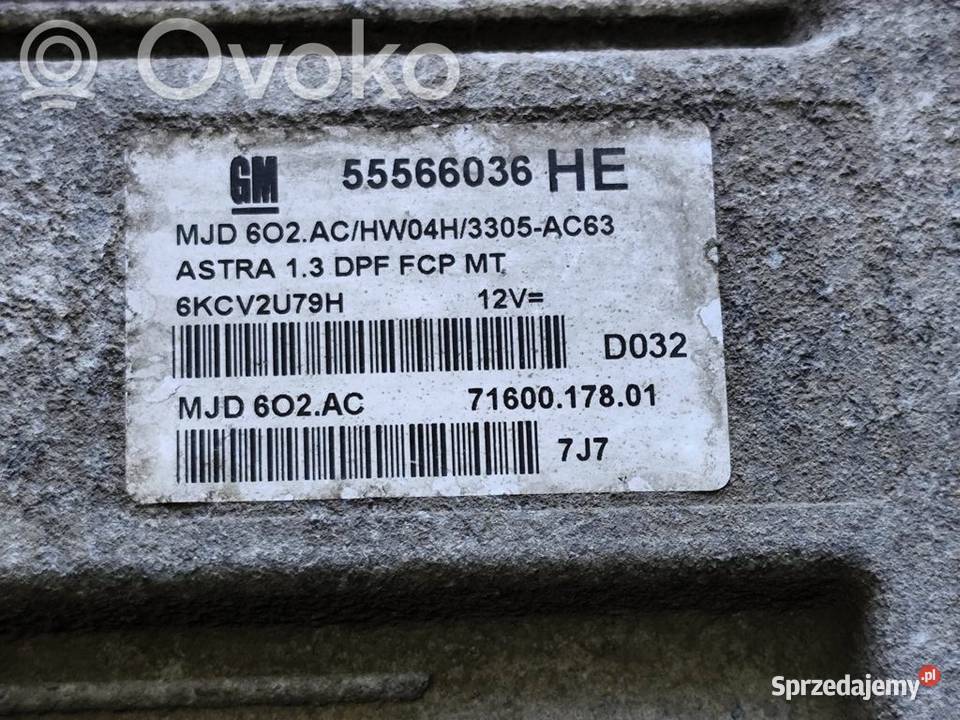 Ovoko
GM 55566036 HE
MJD 6O2.AC/HW04H/3305-AC63
ASTRA 1.3 DPF FCP MT
6KCV2U79H 12V=
D032
MJD 6O2.AC 71600.178.01
7J7
Sprzedajemy.pl